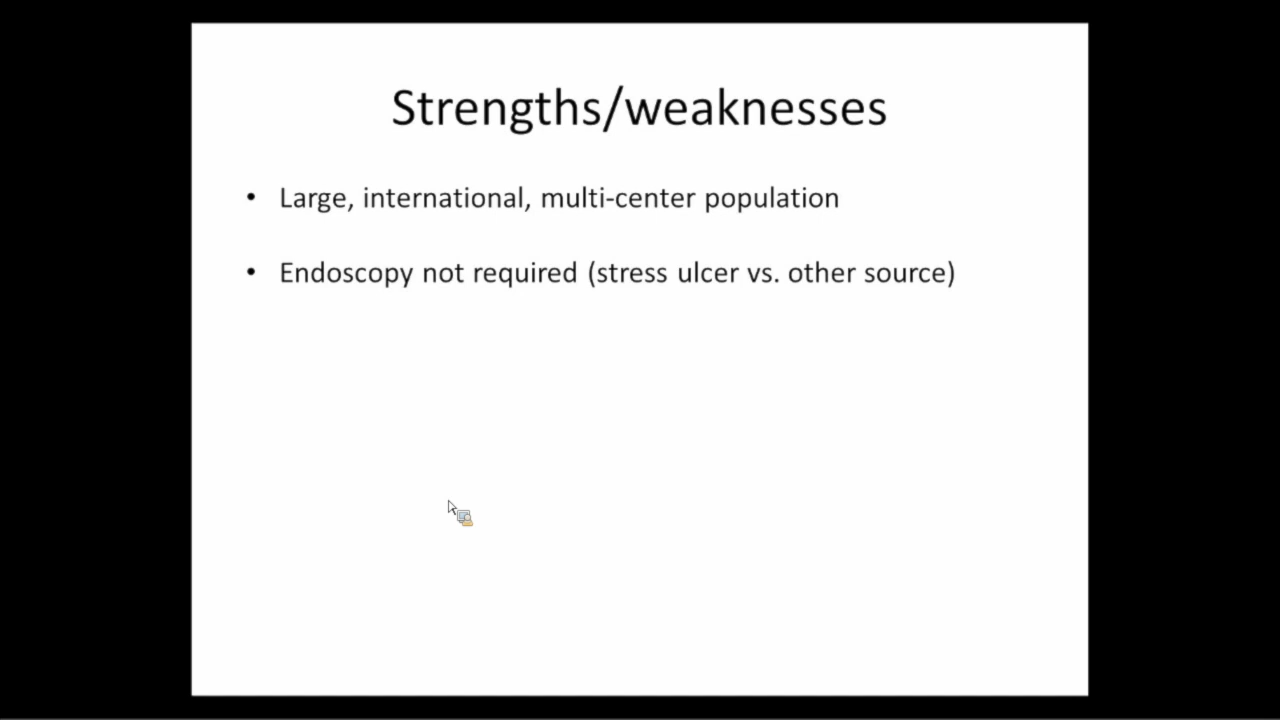 Strengths/weaknesses
• Large, international, multi-center population
• Endoscopy not required (stress ulcer vs. other source)